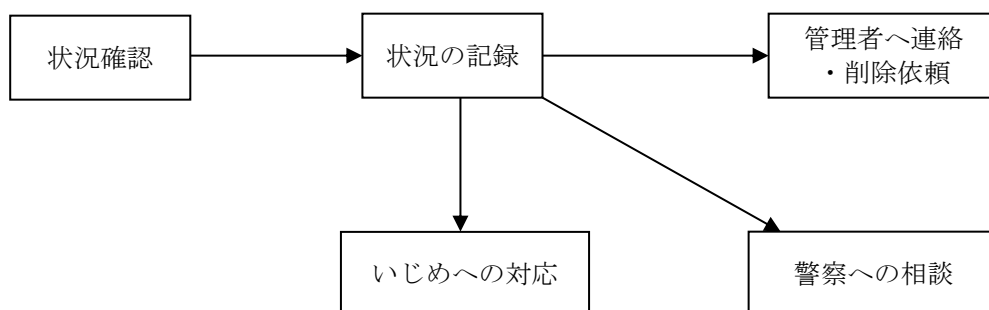 状況確認
状況の記録
管理者へ連絡
・削除依頼
いじめへの対応
警察への相談